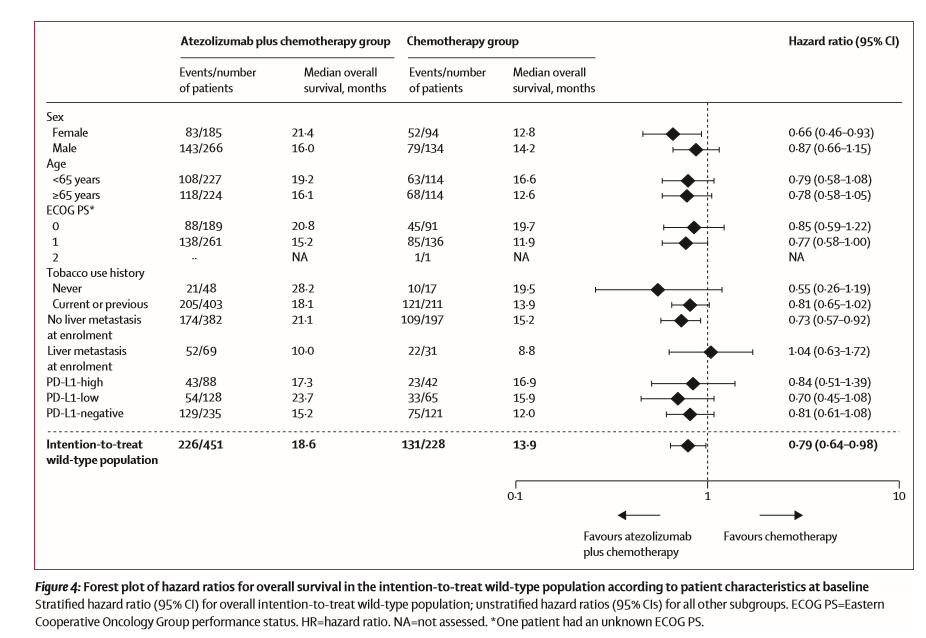 Atezolizumab plus chemotherapy group Chemotherapy group Hazard ratio (95% CI)
Events/number of patients Median overall survival, months Events/number of patients Median overall survival, months
Sex
Female 83/185 21·4 52/94 12·8 0·66 (0·46–0·93)
Male 143/266 16·0 79/134 14·2 0·87 (0·66–1·15)
Age
<65 years 108/227 19·2 63/114 16·6 0·79 (0·58–1·08)
≥65 years 118/224 16·1 68/114 12·6 0·78 (0·58–1·05)
ECOG PS*
0 88/189 20·8 45/91 19·7 0·85 (0·59–1·22)
1 138/261 15·2 85/136 11·9 0·77 (0·58–1·00)
2 ·· NA 1/1 NA NA
Tobacco use history
Never 21/48 28·2 10/17 19·5 0·55 (0·26–1·19)
Current or previous 205/403 18·1 121/211 13·9 0·81 (0·65–1·02)
No liver metastasis 174/382 21·1 109/197 15·2 0·73 (0·57–0·92)
at enrolment
Liver metastasis 52/69 10·0 22/31 8·8 1·04 (0·63–1·72)
at enrolment
PD-L1-high 43/88 17·3 23/42 16·9 0·84 (0·51–1·39)
PD-L1-low 54/128 23·7 33/65 15·9 0·70 (0·45–1·08)
PD-L1-negative 129/235 15·2 75/121 12·0 0·81 (0·61–1·08)
Intention-to-treat 226/451 18·6 131/228 13·9 0·79 (0·64–0·98)
wild-type population
0·1 1 10
Favours atezolizumab plus chemotherapy Favours chemotherapy
Figure 4: Forest plot of hazard ratios for overall survival in the intention-to-treat wild-type population according to patient characteristics at baseline
Stratified hazard ratio (95% CI) for overall intention-to-treat wild-type population; unstratified hazard ratios (95% CIs) for all other subgroups. ECOG PS=Eastern
Cooperative Oncology Group performance status. HR=hazard ratio. NA=not assessed. *One patient had an unknown ECOG PS.